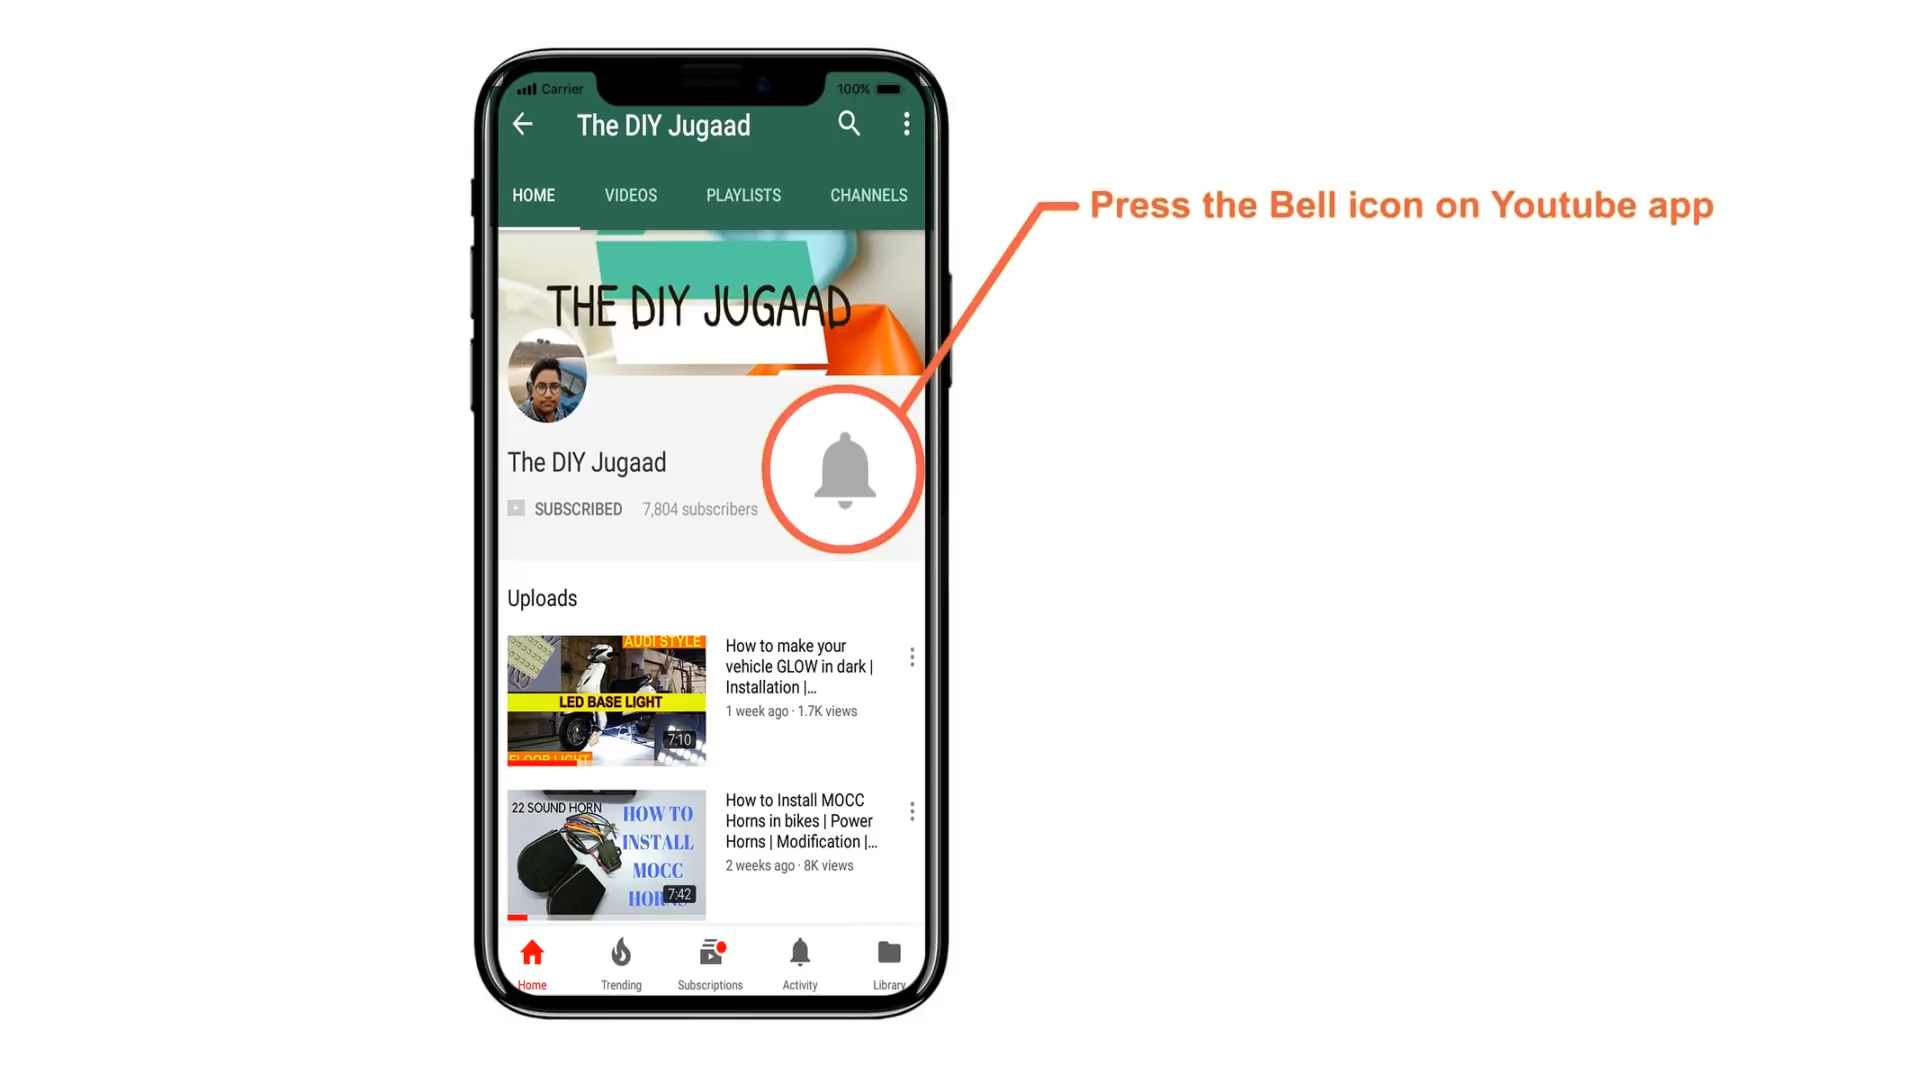 Carrier
100%
The DIY Jugaad
HOME VIDEOS PLAYLISTS CHANNELS
Press the Bell icon on Youtube app
THE DIY JUGAAD
The DIY Jugaad
SUBSCRIBED 7,804 subscribers
Uploads
AUDI STYLE
LED BASE LIGHT
7:10
FLOOR LIGHT
How to make your
vehicle GLOW in dark |
Installation |...
1 week ago · 1.7K views
22 SOUND HORN
HOW TO
INSTALL
MOCC
HORNS
7:42
How to Install MOCC
Horns in bikes | Power
Horns | Modification |...
2 weeks ago · 8K views
Home Trending Subscriptions Activity Library